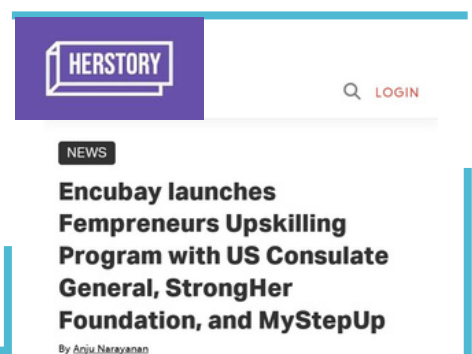 HERSTORY
LOGIN
NEWS
Encubay launches
Fempreneurs Upskilling
Program with US Consulate
General, StrongHer
Foundation, and MyStepUp
By Anju Narayanan